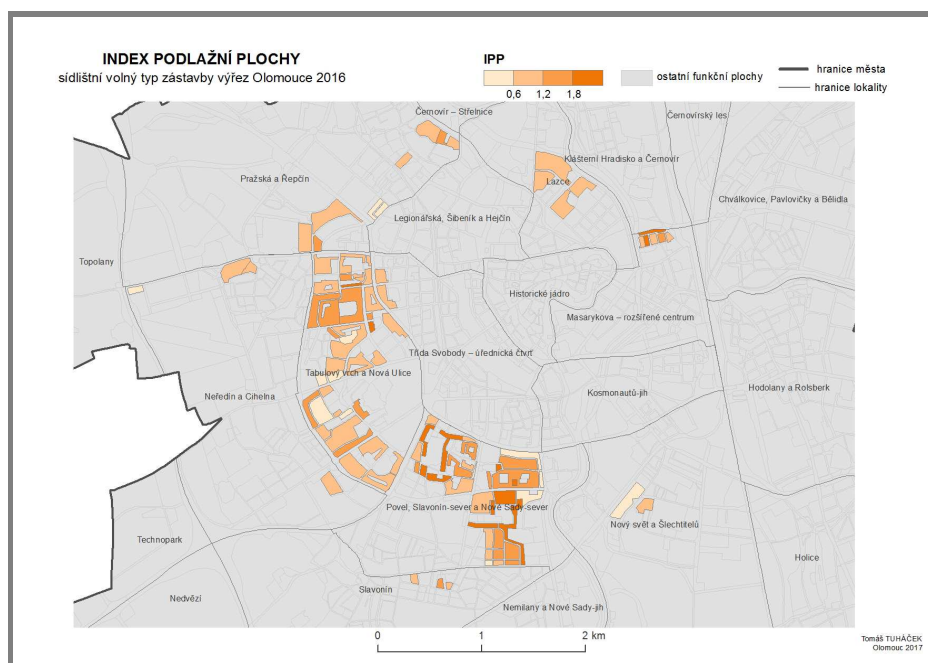 INDEX PODLAŽNÍ PLOCHY
sídlištní volný typ zástavby výřez Olomouce 2016
IPP
0,6 1,2 1,8
ostatní funkční plochy
hranice města
hranice lokality
Černovír – Střelnice
Černovírský les
Klášterní Hradisko a Černovír
Pražská a Řepčín
Lazce
Chválkovice, Pavlovičky a Bělidla
Legionářská, Šibeník a Hejčín
Topolany
Historické jádro
Masarykova – rozšířené centrum
Třída Svobody – úřednická čtvrť
Tabulový vrch a Nová Ulice
Neředín a Cihelna
Kosmonautů-jih
Hodolany a Rolsberk
Povel, Slavonín-sever a Nové Sady-sever
Nový svět a Šlechtitelů
Technopark
Holice
Slavonín
Nedvězí
Nemilany a Nové Sady-jih
0 1 2 km
Tomáš TUHÁČEK
Olomouc 2017